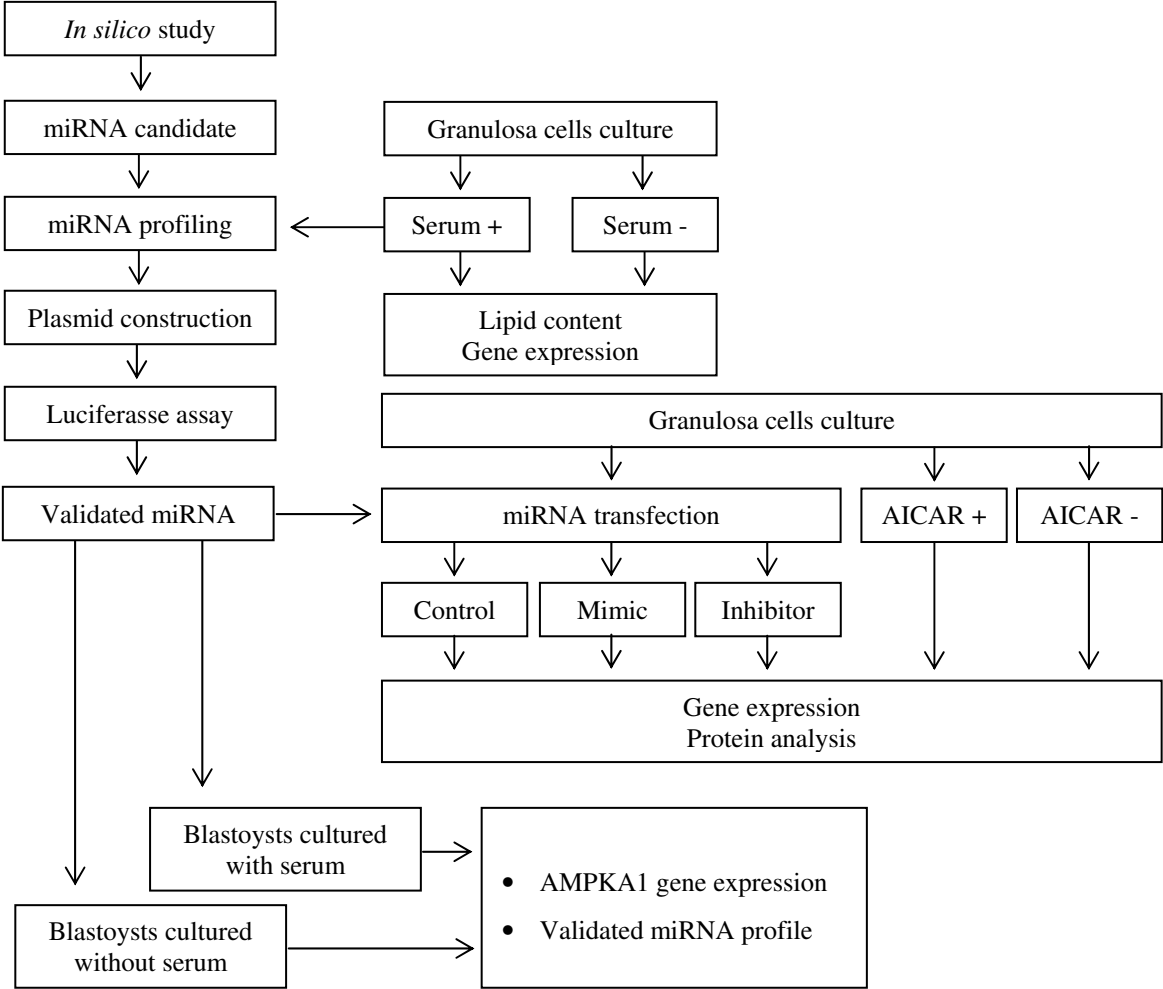 In silico study
miRNA candidate
Granulosa cells culture
miRNA profiling
Serum +
Serum -
Plasmid construction
Lipid content
Gene expression
Luciferasse assay
Granulosa cells culture
Validated miRNA
miRNA transfection
AICAR +
AICAR -
Control
Mimic
Inhibitor
Gene expression
Protein analysis
Blastoysts cultured
with serum
• AMPKA1 gene expression
• Validated miRNA profile
Blastoysts cultured
without serum